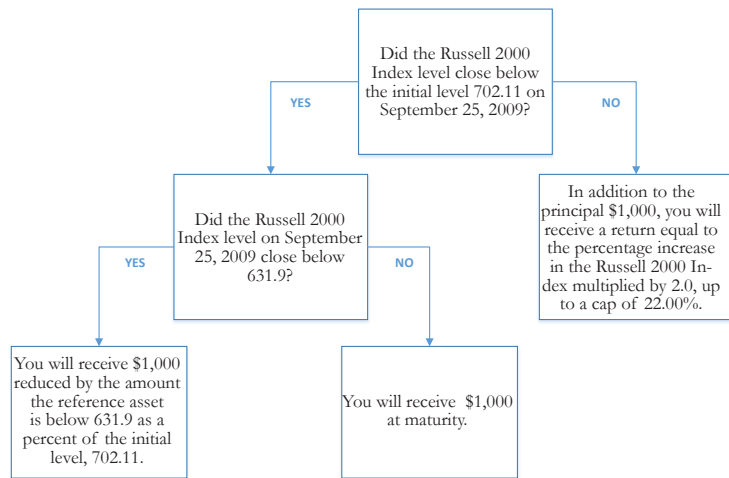 Did the Russell 2000
Index level close below
the initial level 702.11 on
September 25, 2009?
YES
NO
Did the Russell 2000
Index level on September
25, 2009 close below
631.9?
In addition to the
principal $1,000, you will
receive a return equal to
the percentage increase
in the Russell 2000 In-
dex multiplied by 2.0, up
to a cap of 22.00%.
YES
NO
You will receive $1,000
reduced by the amount
the reference asset
is below 631.9 as a
percent of the initial
level, 702.11.
You will receive $1,000
at maturity.